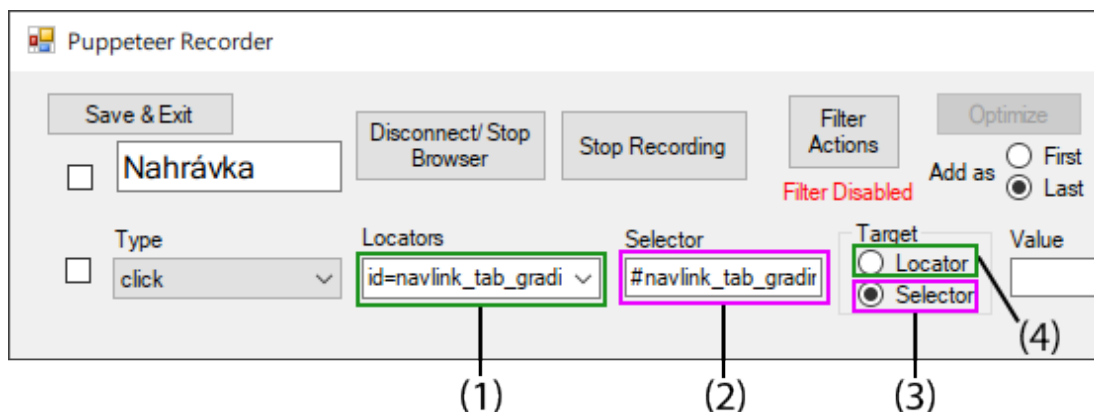 Puppeteer Recorder
Save & Exit
Nahrávka
Disconnect/ Stop
Browser
Stop Recording
Filter
Actions
Filter Disabled
Optimize
Add as
First
Last
Type
click
Locators
id=navlink_tab_gradi
Selector
#navlink_tab_gradir
Target
Locator
Selector
Value
(1)
(2)
(3)
(4)